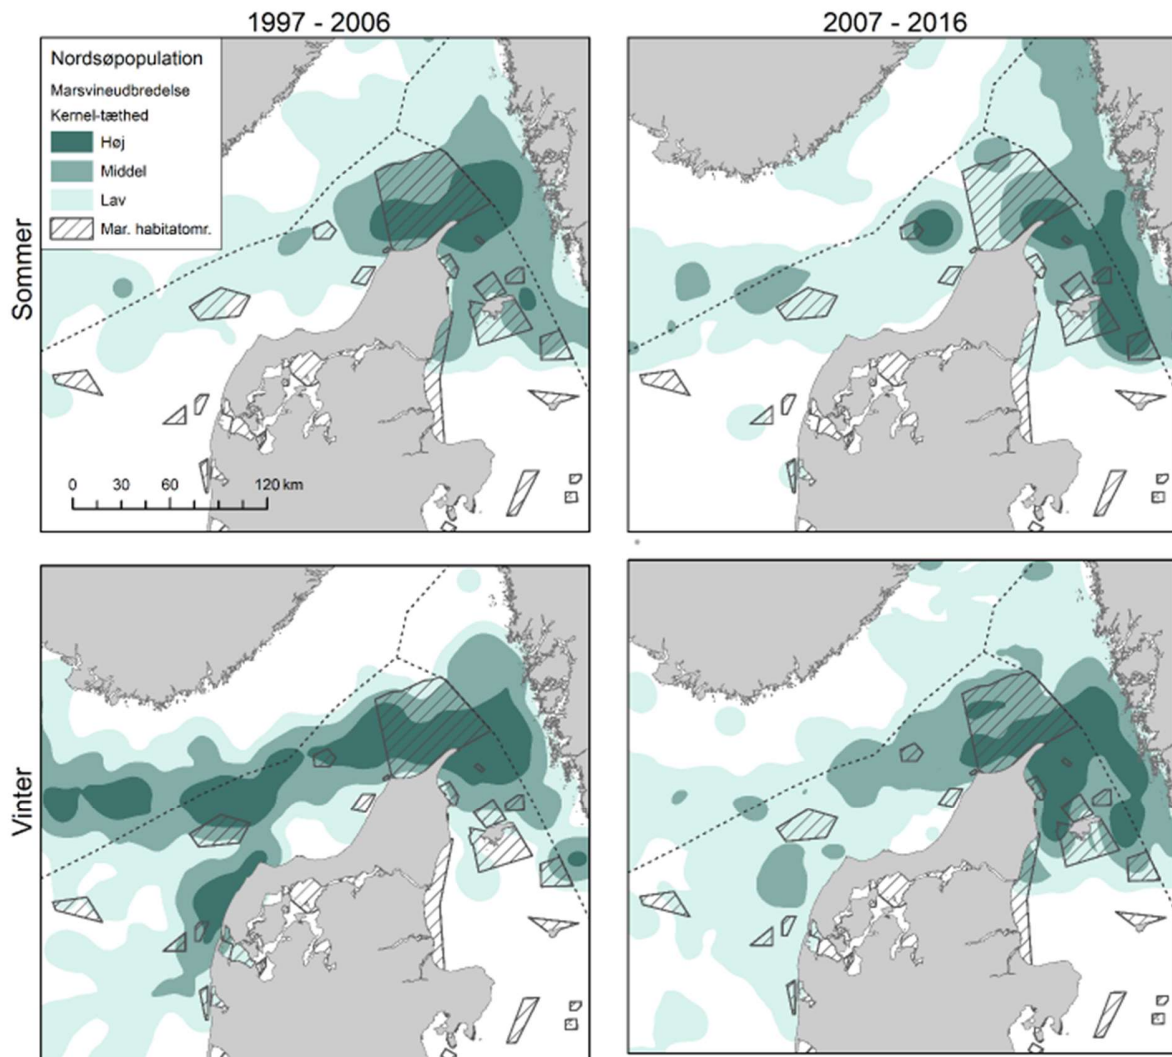 1997 - 2006
2007 - 2016
Nordsøpopulation
Marsvineudbredelse
Kernel-tæthed
Høj
Middel
Lav
Mar. habitatomr.
Sommer
0 30 60 120 km
Vinter